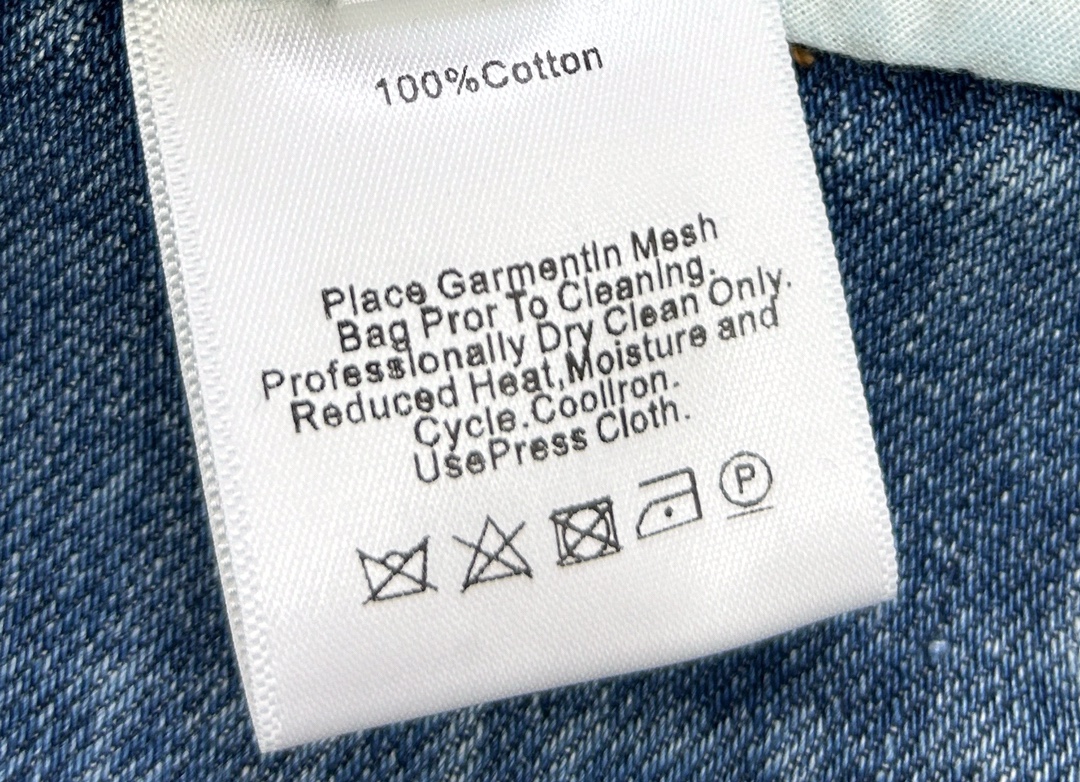 100%Cotton
Place GarmentIn Mesh
Bag Pror To CleanIng.
Professionally Dry Clean Only.
Reduced Heat,Moisture and
Cycle.CoolIron.
UsePress Cloth.
P